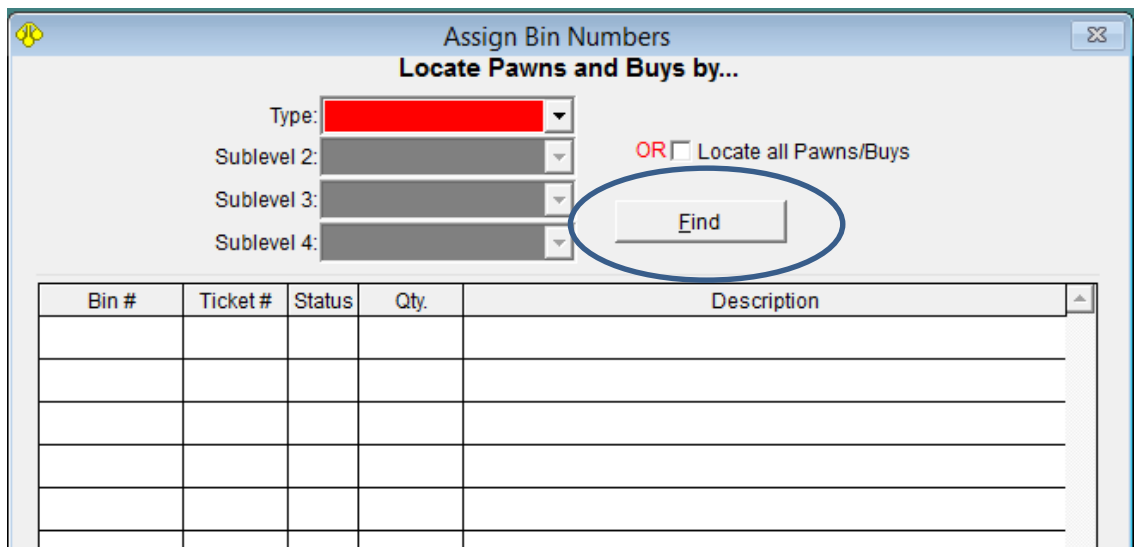 Assign Bin Numbers
Locate Pawns and Buys by...
Type:
Sublevel 2:
OR Locate all Pawns/Buys
Sublevel 3:
Find
Sublevel 4:
Bin # Ticket # Status Qty. Description